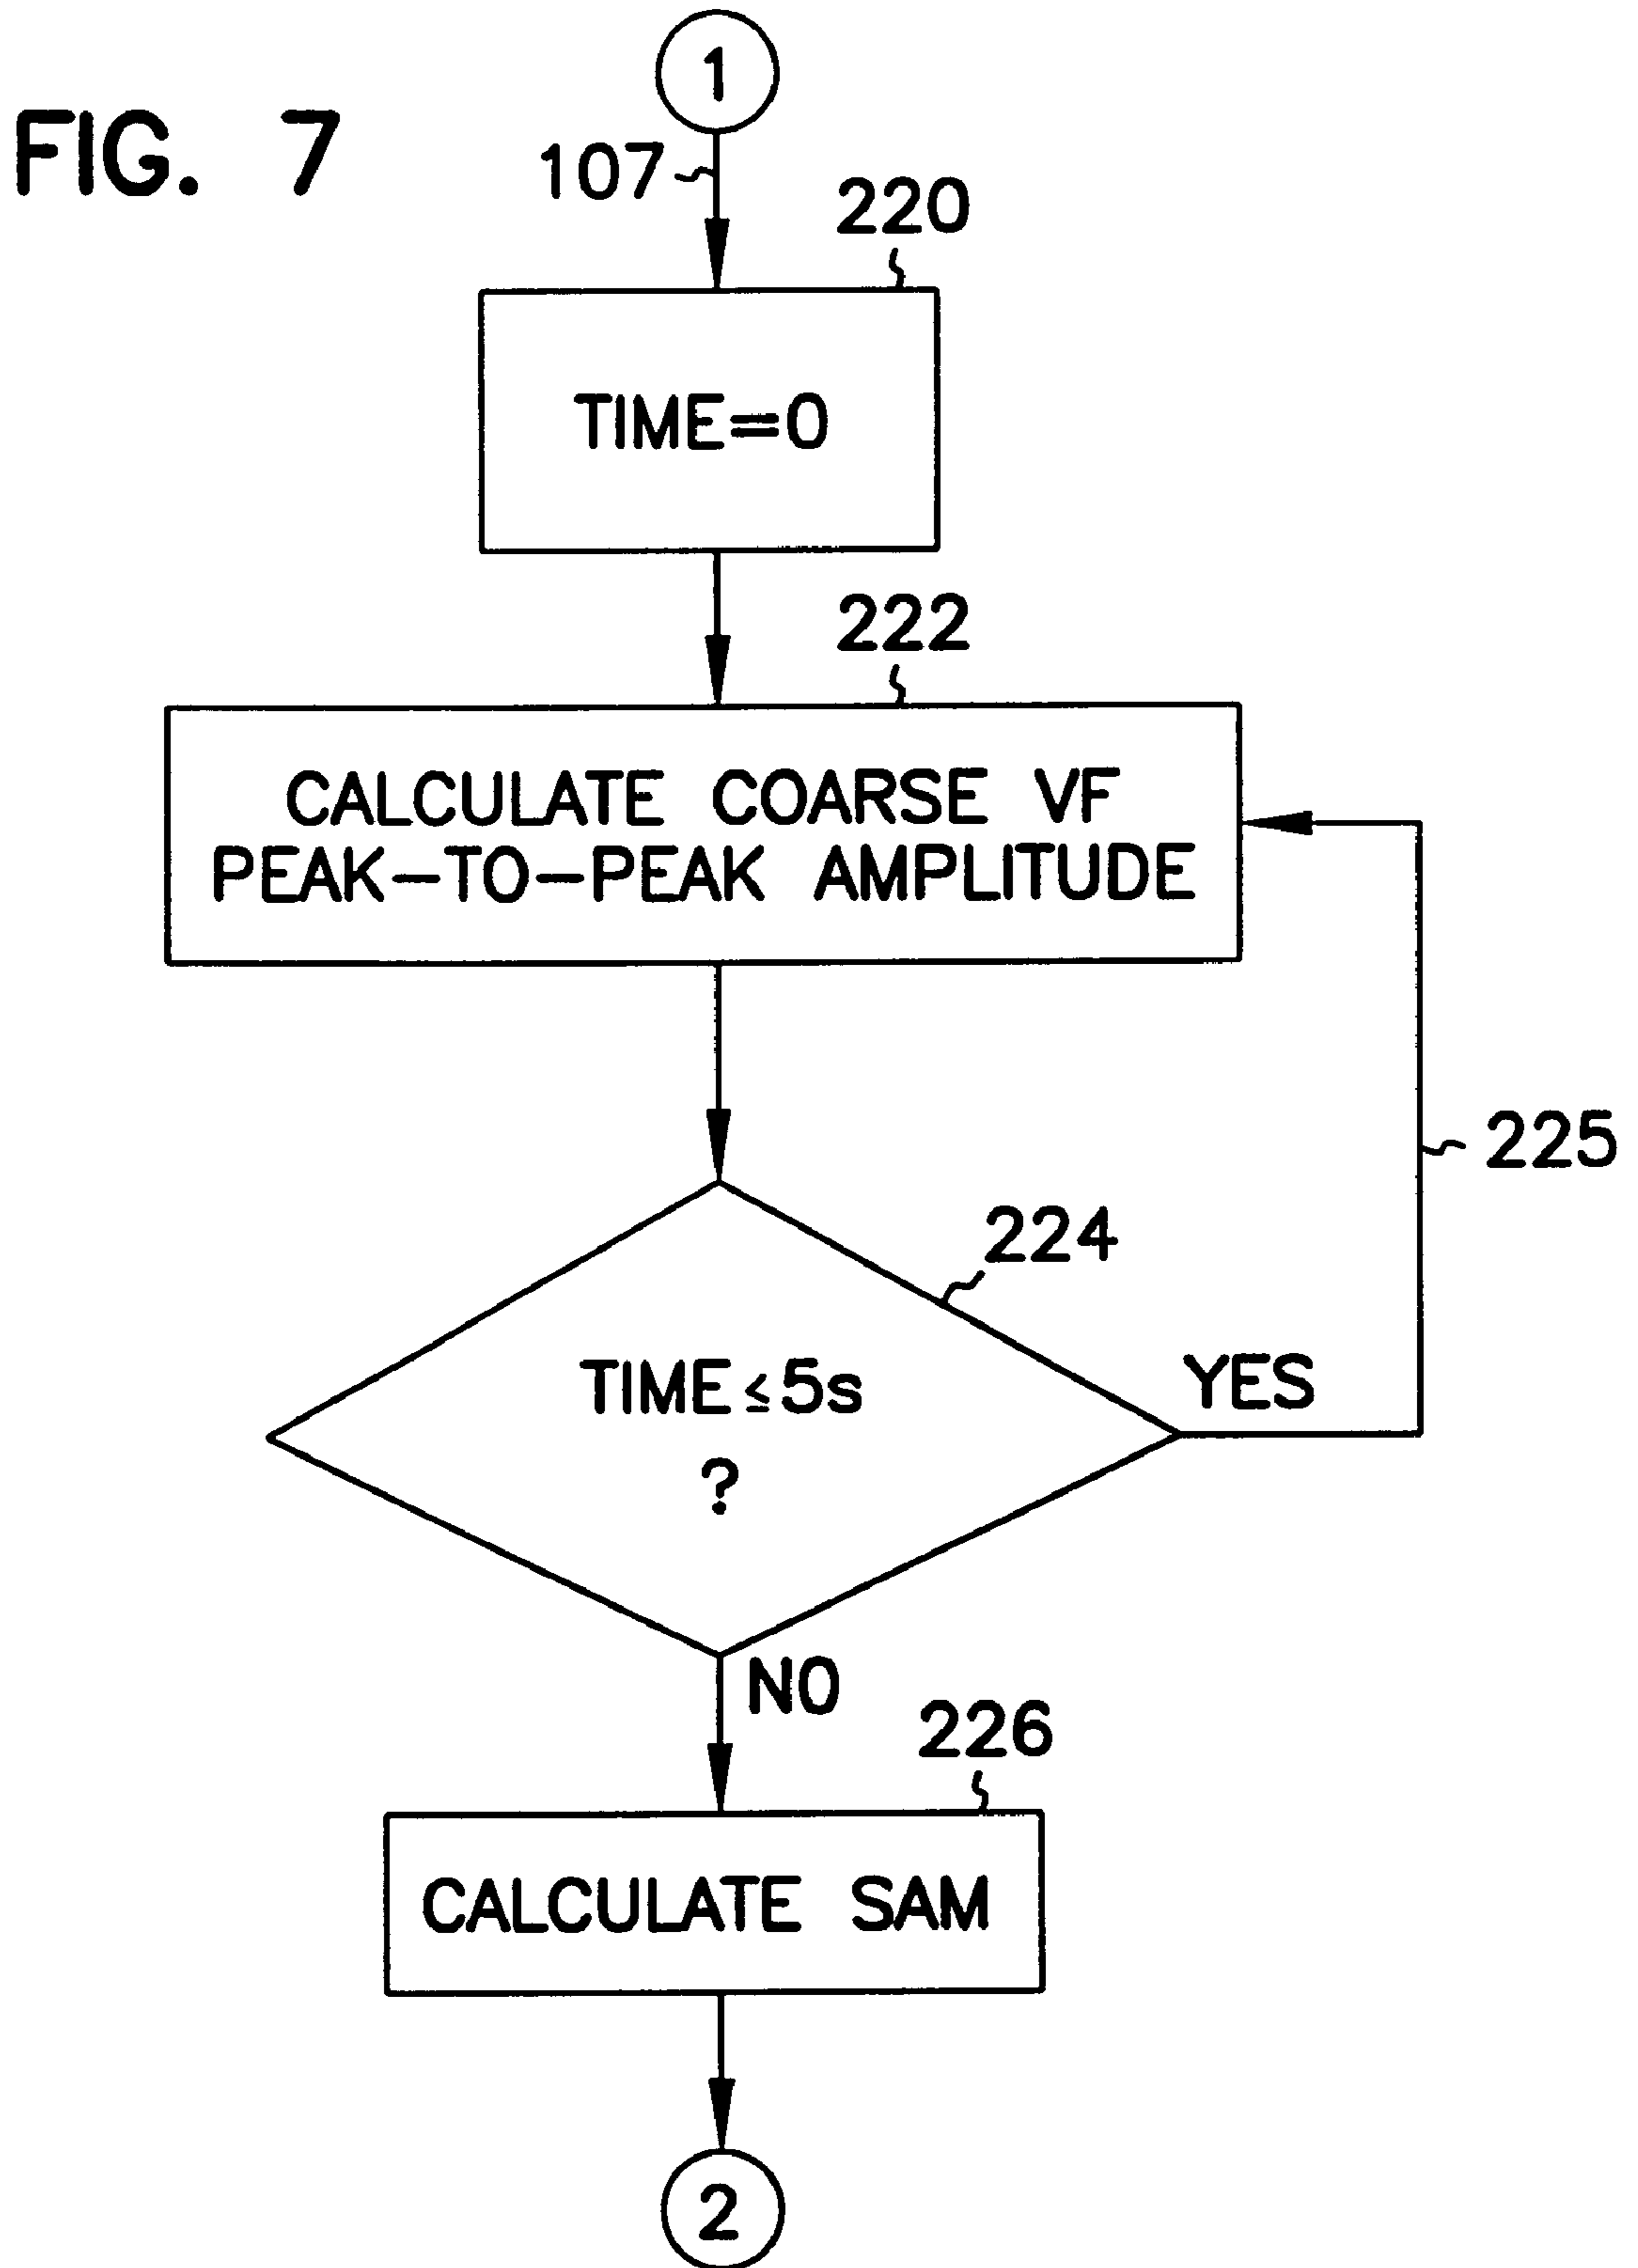 1
FIG. 7
107
220
TIME=0
222
CALCULATE COARSE VF
PEAK-TO-PEAK AMPLITUDE
225
224
TIME≤5s
?
YES
NO
226
CALCULATE SAM
2